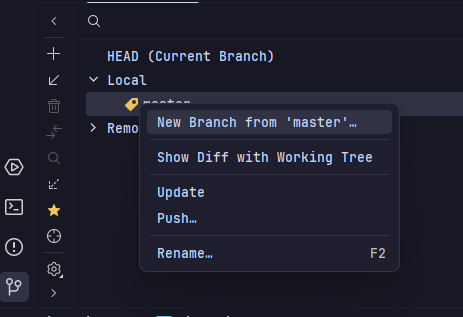 HEAD (Current Branch)
Local
master
New Branch from 'master'…
Remo
Show Diff with Working Tree
Update
Push…
Rename… F2